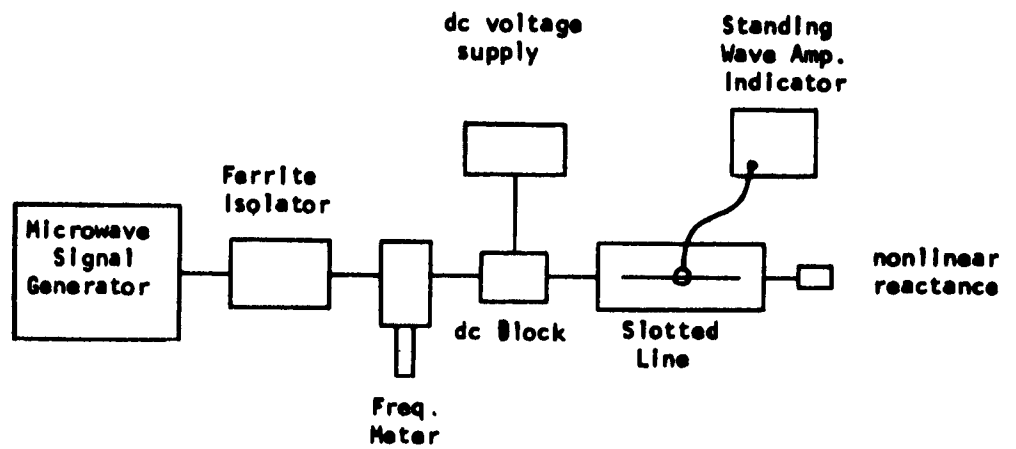 dc voltage
supply
Standing
Wave Amp.
Indicator
Ferrite
Isolator
Microwave
Signal
Generator
nonlinear
reactance
dc Block
Slotted
Line
Freq.
Meter